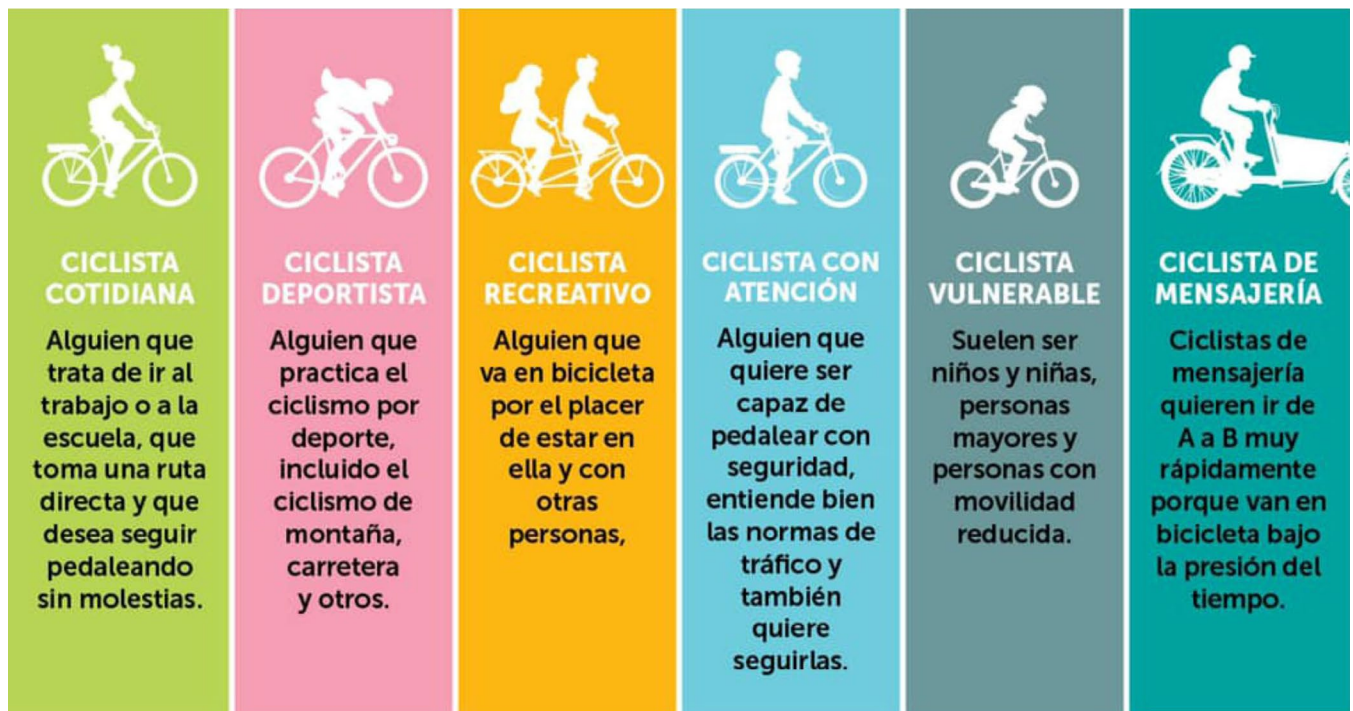 CICLISTA
COTIDIANA
Alguien que
trata de ir al
trabajo o a la
escuela, que
toma una ruta
directa y que
desea seguir
pedaleando
sin molestias.
CICLISTA
DEPORTISTA
Alguien que
practica el
ciclismo por
deporte,
incluido el
ciclismo de
montaña,
carretera
y otros.
CICLISTA
RECREATIVO
Alguien que
va en bicicleta
por el placer
de estar en
ella y con
otras
personas,
CICLISTA CON
ATENCIÓN
Alguien que
quiere ser
capaz de
pedalear con
seguridad,
entiende bien
las normas de
tráfico y
también
quiere
seguirlas.
CICLISTA
VULNERABLE
Suelen ser
niños y niñas,
personas
mayores y
personas con
movilidad
reducida.
CICLISTA DE
MENSAJERÍA
Ciclistas de
mensajería
quieren ir de
A a B muy
rápidamente
porque van en
bicicleta bajo
la presión del
tiempo.